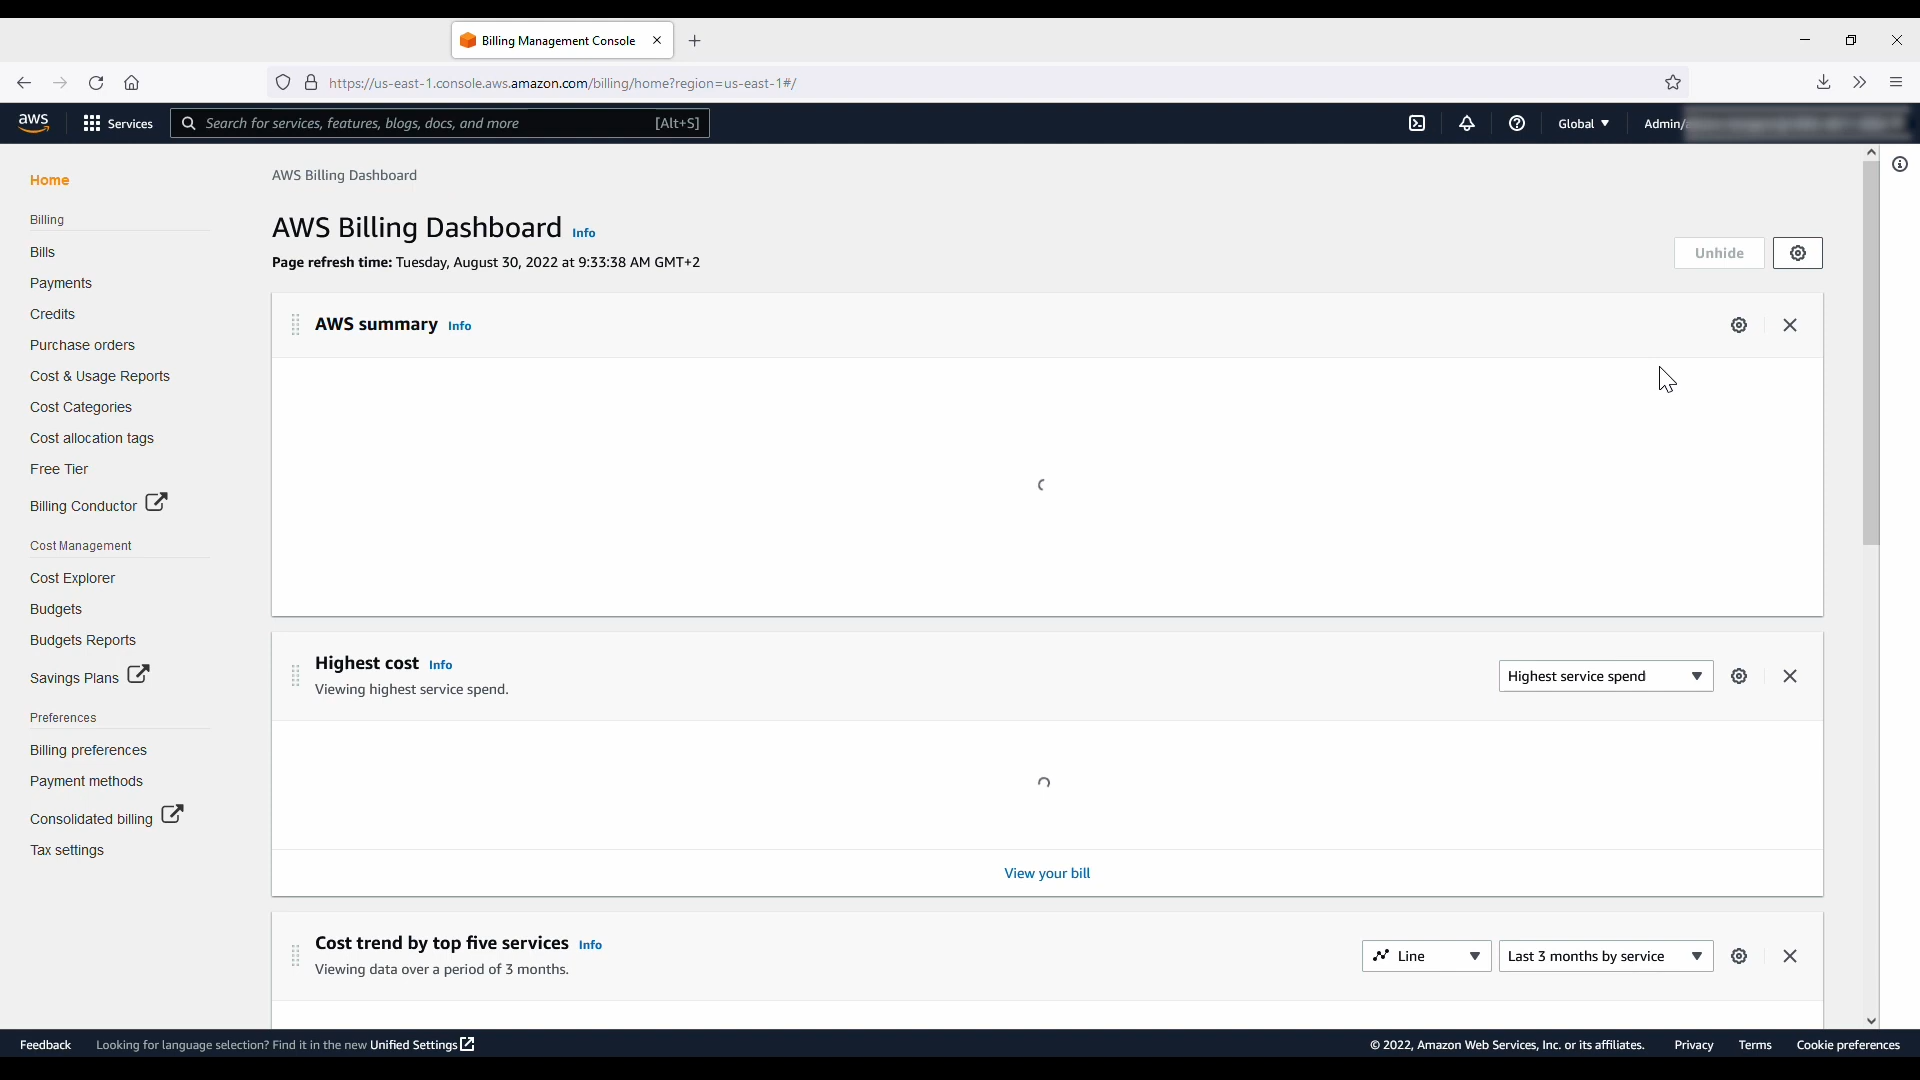 Billing Management Console
https://us-east-1.console.aws.amazon.com/billing/home?region=us-east-1#/
aws
Services
Search for services, features, blogs, docs, and more
[Alt+S]
Global
Admin/
Home
Billing
Bills
Payments
Credits
Purchase orders
Cost & Usage Reports
Cost Categories
Cost allocation tags
Free Tier
Billing Conductor
Cost Management
Cost Explorer
Budgets
Budgets Reports
Savings Plans
Preferences
Billing preferences
Payment methods
Consolidated billing
Tax settings
AWS Billing Dashboard
AWS Billing Dashboard Info
Page refresh time: Tuesday, August 30, 2022 at 9:33:38 AM GMT+2
Unhide
AWS summary Info
Highest cost Info
Viewing highest service spend.
Highest service spend
View your bill
Cost trend by top five services Info
Viewing data over a period of 3 months.
Line
Last 3 months by service
Feedback
Looking for language selection? Find it in the new Unified Settings
© 2022, Amazon Web Services, Inc. or its affiliates.
Privacy
Terms
Cookie preferences